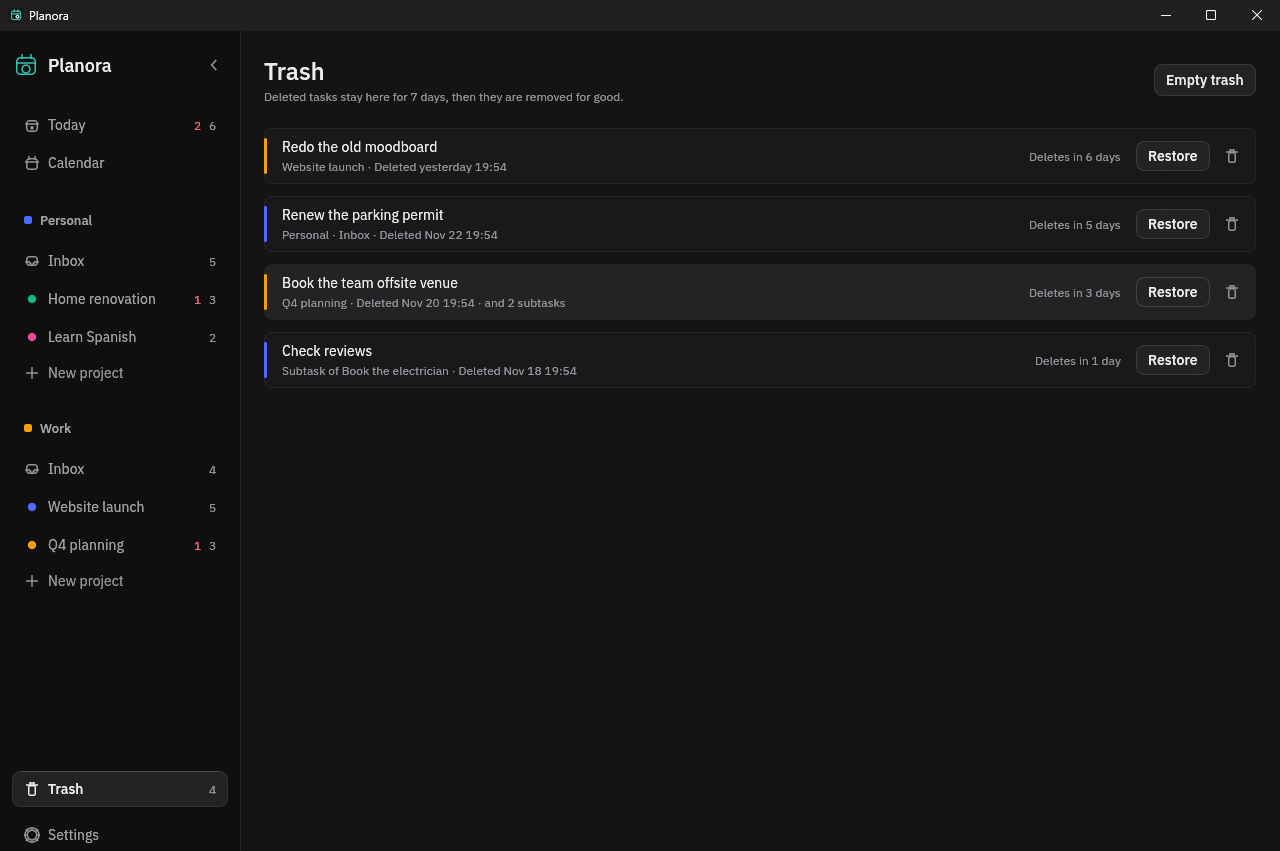 Planora
Planora
Today 2 6
Calendar
Personal
Inbox 5
Home renovation 1 3
Learn Spanish 2
New project
Work
Inbox 4
Website launch 5
Q4 planning 1 3
New project
Trash 4
Settings
Trash
Deleted tasks stay here for 7 days, then they are removed for good.
Empty trash
Redo the old moodboard
Website launch · Deleted yesterday 19:54
Deletes in 6 days Restore
Renew the parking permit
Personal · Inbox · Deleted Nov 22 19:54
Deletes in 5 days Restore
Book the team offsite venue
Q4 planning · Deleted Nov 20 19:54 · and 2 subtasks
Deletes in 3 days Restore
Check reviews
Subtask of Book the electrician · Deleted Nov 18 19:54
Deletes in 1 day Restore